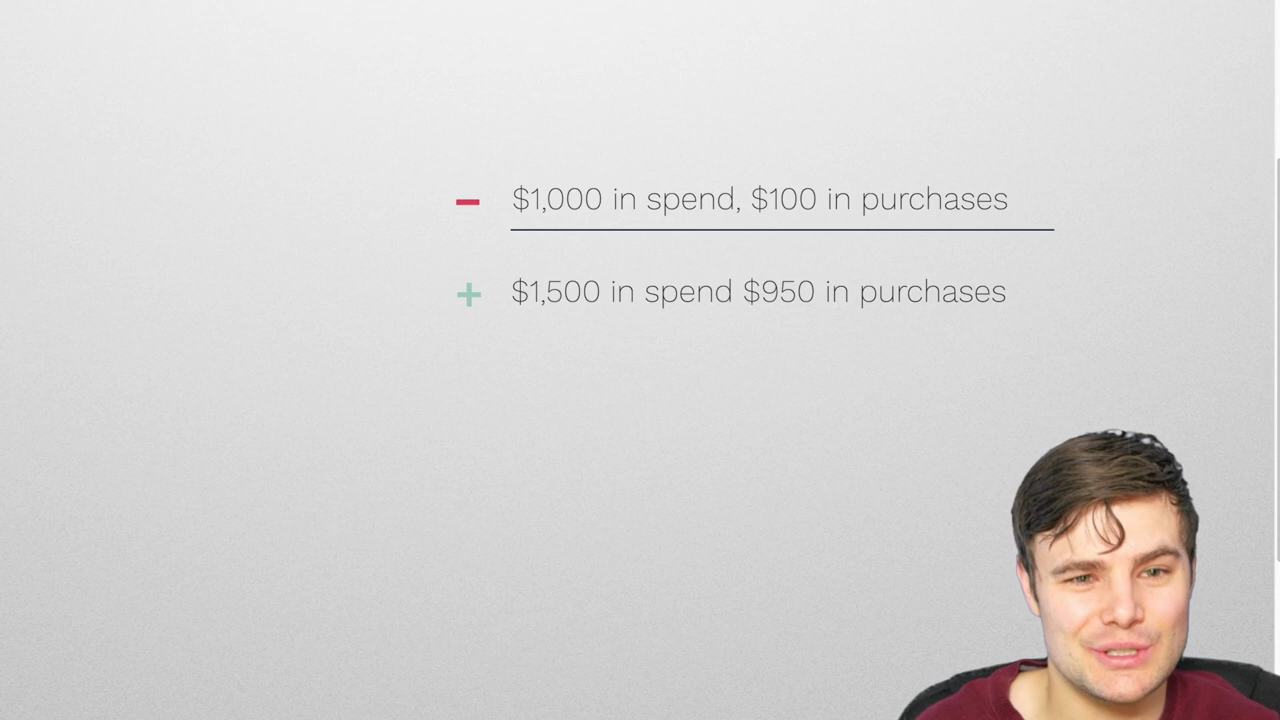 $1,000 in spend, $100 in purchases
$1,500 in spend $950 in purchases